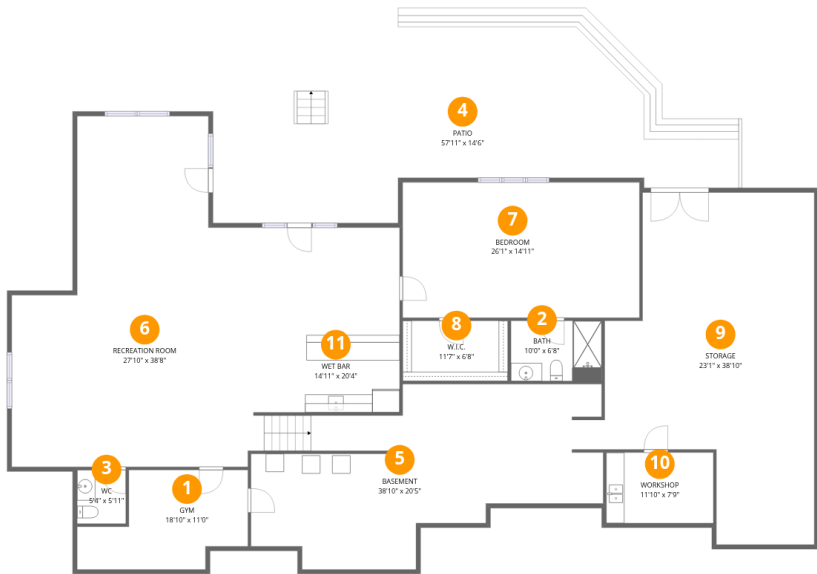 4
PATIO
57'11" x 14'6"
7
BEDROOM
26'1" x 14'11"
6
RECREATION ROOM
27'10" x 38'8"
11
WET BAR
14'11" x 20'4"
8
W.I.C.
11'7" x 6'8"
2
BATH
10'0" x 6'8"
9
STORAGE
23'1" x 38'10"
3
WC
5'4" x 5'11"
1
GYM
18'10" x 11'0"
5
BASEMENT
38'10" x 20'5"
10
WORKSHOP
11'10" x 7'9"